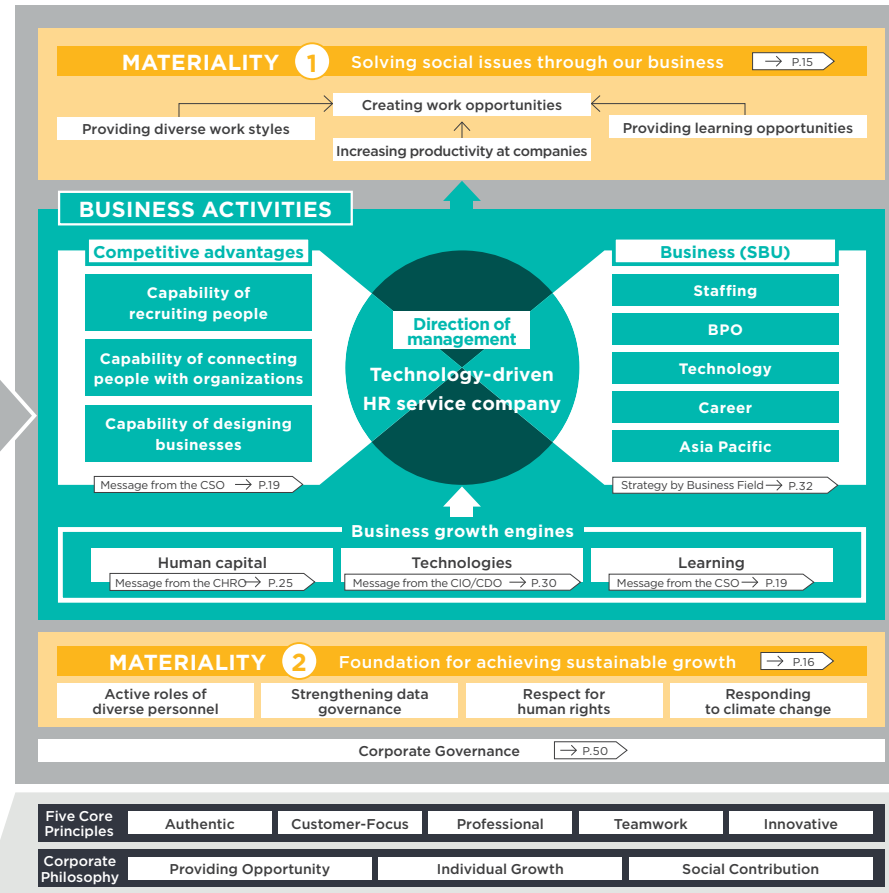 MATERIALITY 1 Solving social issues through our business → P.15
Creating work opportunities
Providing diverse work styles
Providing learning opportunities
Increasing productivity at companies
BUSINESS ACTIVITIES
Competitive advantages
Capability of
recruiting people
Capability of connecting
people with organizations
Capability of designing
businesses
Message from the CSO → P.19
Direction of
management
Technology-driven
HR service company
Business (SBU)
Staffing
BPO
Technology
Career
Asia Pacific
Strategy by Business Field → P.32
Business growth engines
Human capital
Message from the CHRO → P.25
Technologies
Message from the CIO/CDO → P.30
Learning
Message from the CSO → P.19
MATERIALITY 2 Foundation for achieving sustainable growth → P.16
Active roles of
diverse personnel
Strengthening data
governance
Respect for
human rights
Responding
to climate change
Corporate Governance → P.50
Five Core
Principles
Authentic
Customer-Focus
Professional
Teamwork
Innovative
Corporate
Philosophy
Providing Opportunity
Individual Growth
Social Contribution